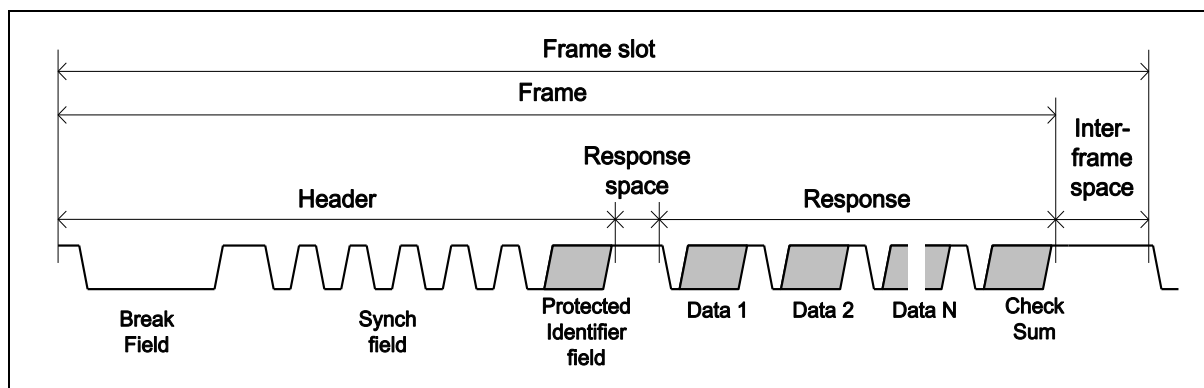 Frame slot
Frame
Inter-
frame
space
Response
space
Header
Response
Break
Field
Synch
field
Protected
Identifier
field
Data 1
Data 2
Data N
Check
Sum